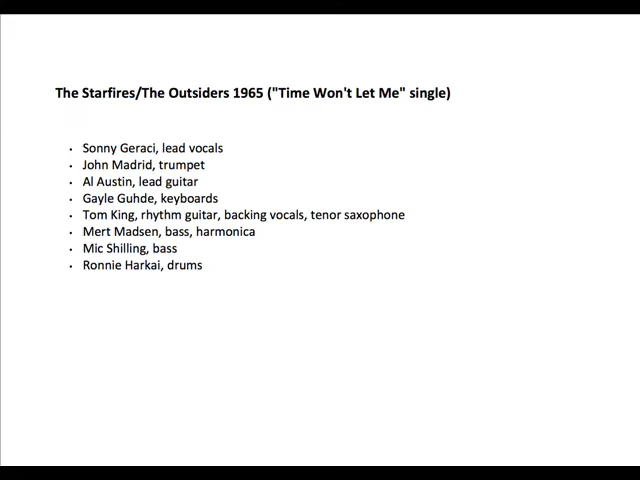 The Starfires/The Outsiders 1965 ("Time Won't Let Me" single)
• Sonny Geraci, lead vocals
• John Madrid, trumpet
• Al Austin, lead guitar
• Gayle Guhde, keyboards
• Tom King, rhythm guitar, backing vocals, tenor saxophone
• Mert Madsen, bass, harmonica
• Mic Shilling, bass
• Ronnie Harkai, drums